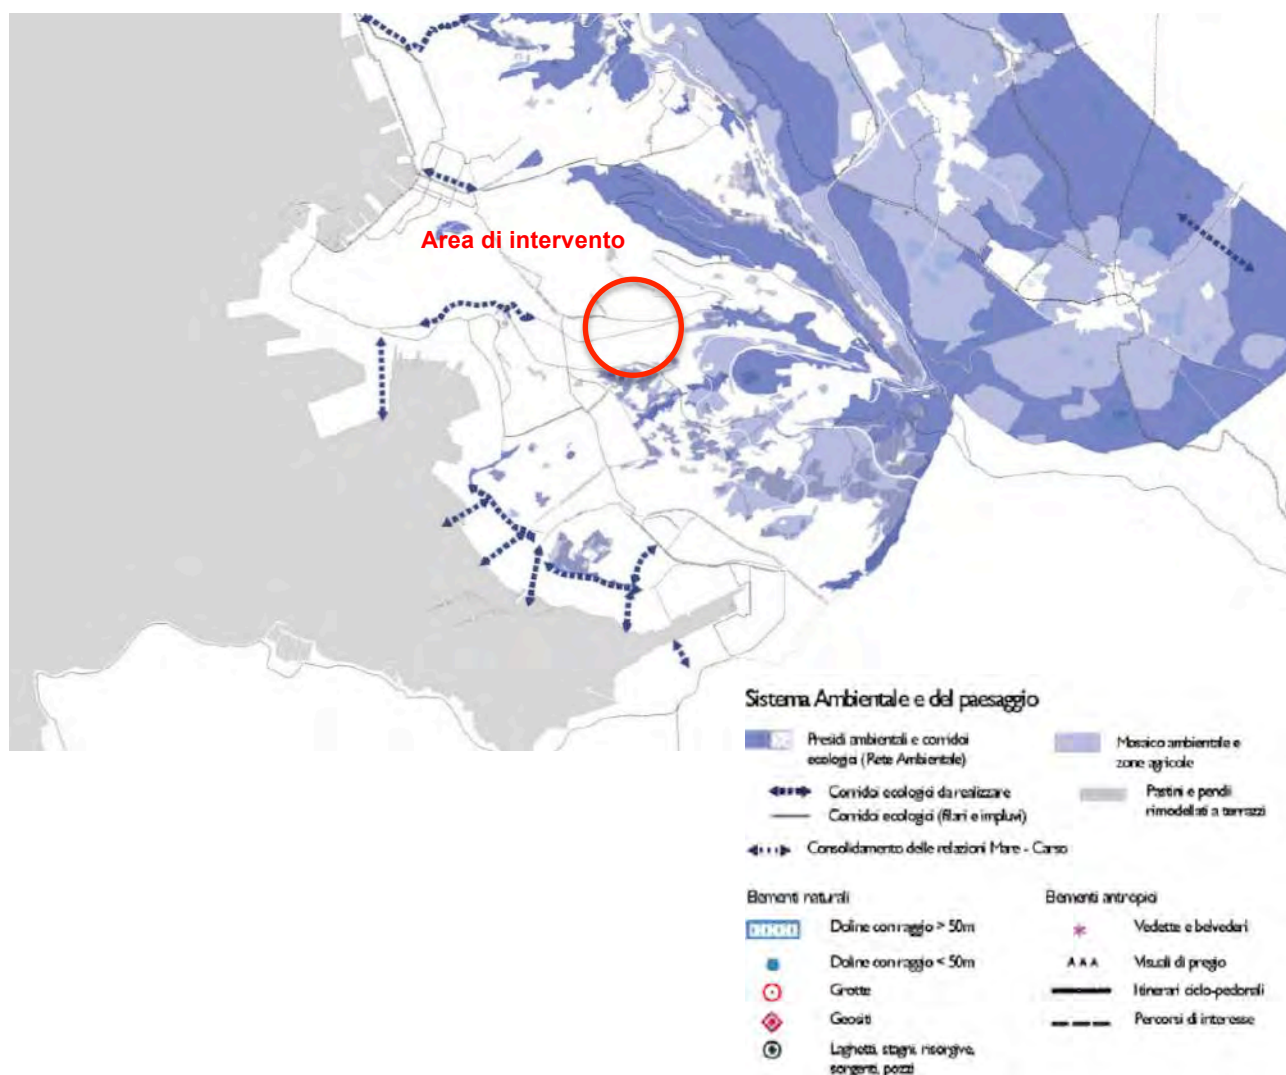 Area di intervento
Sistema Ambientale e del paesaggio
Presidi ambientali e corridoi
ecologici (Rete Ambientale)
Mosaico ambientale e
zone agricole
Corridoi ecologici da realizzare
Corridoi ecologici (filari e impluvi)
Pastini e pendii
rimodellati a terrazzi
Consolidamento delle relazioni Mare - Carso
Elementi naturali
Elementi antropici
Doline con raggio > 50m
Vedette e belvederi
Doline con raggio < 50m
Visuali di pregio
Grotte
Itinerari ciclo-pedonali
Geositi
Percorsi di interesse
Laghetti, stagni, risorgive,
sorgenti, pozzi